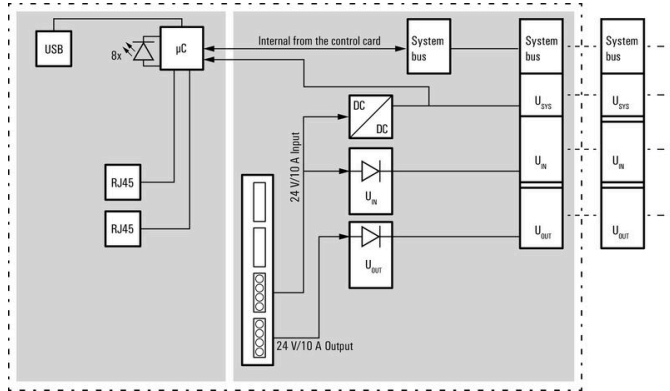 USB
8x
µC
Internal from the control card
System
bus
System
bus
System
bus
DC
DC
U SYS
U SYS
24 V/10 A Input
RJ45
U IN
U IN
U IN
RJ45
U OUT
U OUT
U OUT
24 V/10 A Output